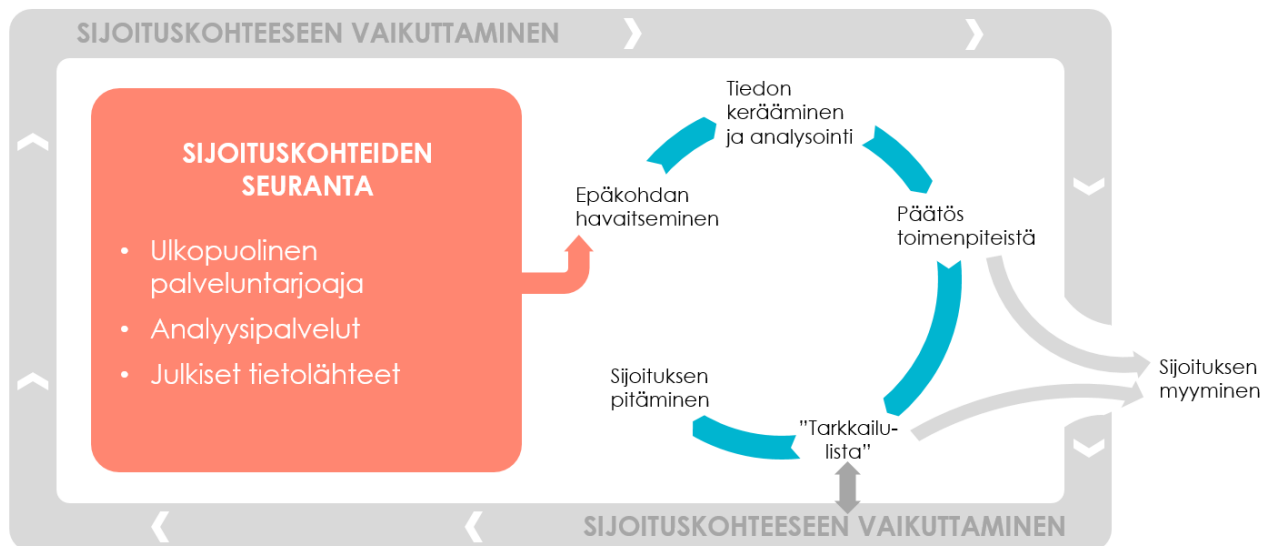 SIJOITUSKOHTEESEEN VAIKUTTAMINEN
SIJOITUSKOHTEIDEN
SEURANTA
• Ulkopuolinen
palveluntarjoaja
• Analyysipalvelut
• Julkiset tietolähteet
Epäkohdan
havaitseminen
Tiedon
kerääminen
ja analysointi
Päätös
toimenpiteistä
Sijoituksen
myyminen
”Tarkkailu-
lista”
Sijoituksen
pitäminen
SIJOITUSKOHTEESEEN VAIKUTTAMINEN